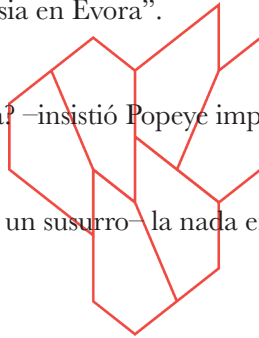 sia en Evora”.
? –insistió Popeye imp
un susurro– la nada e